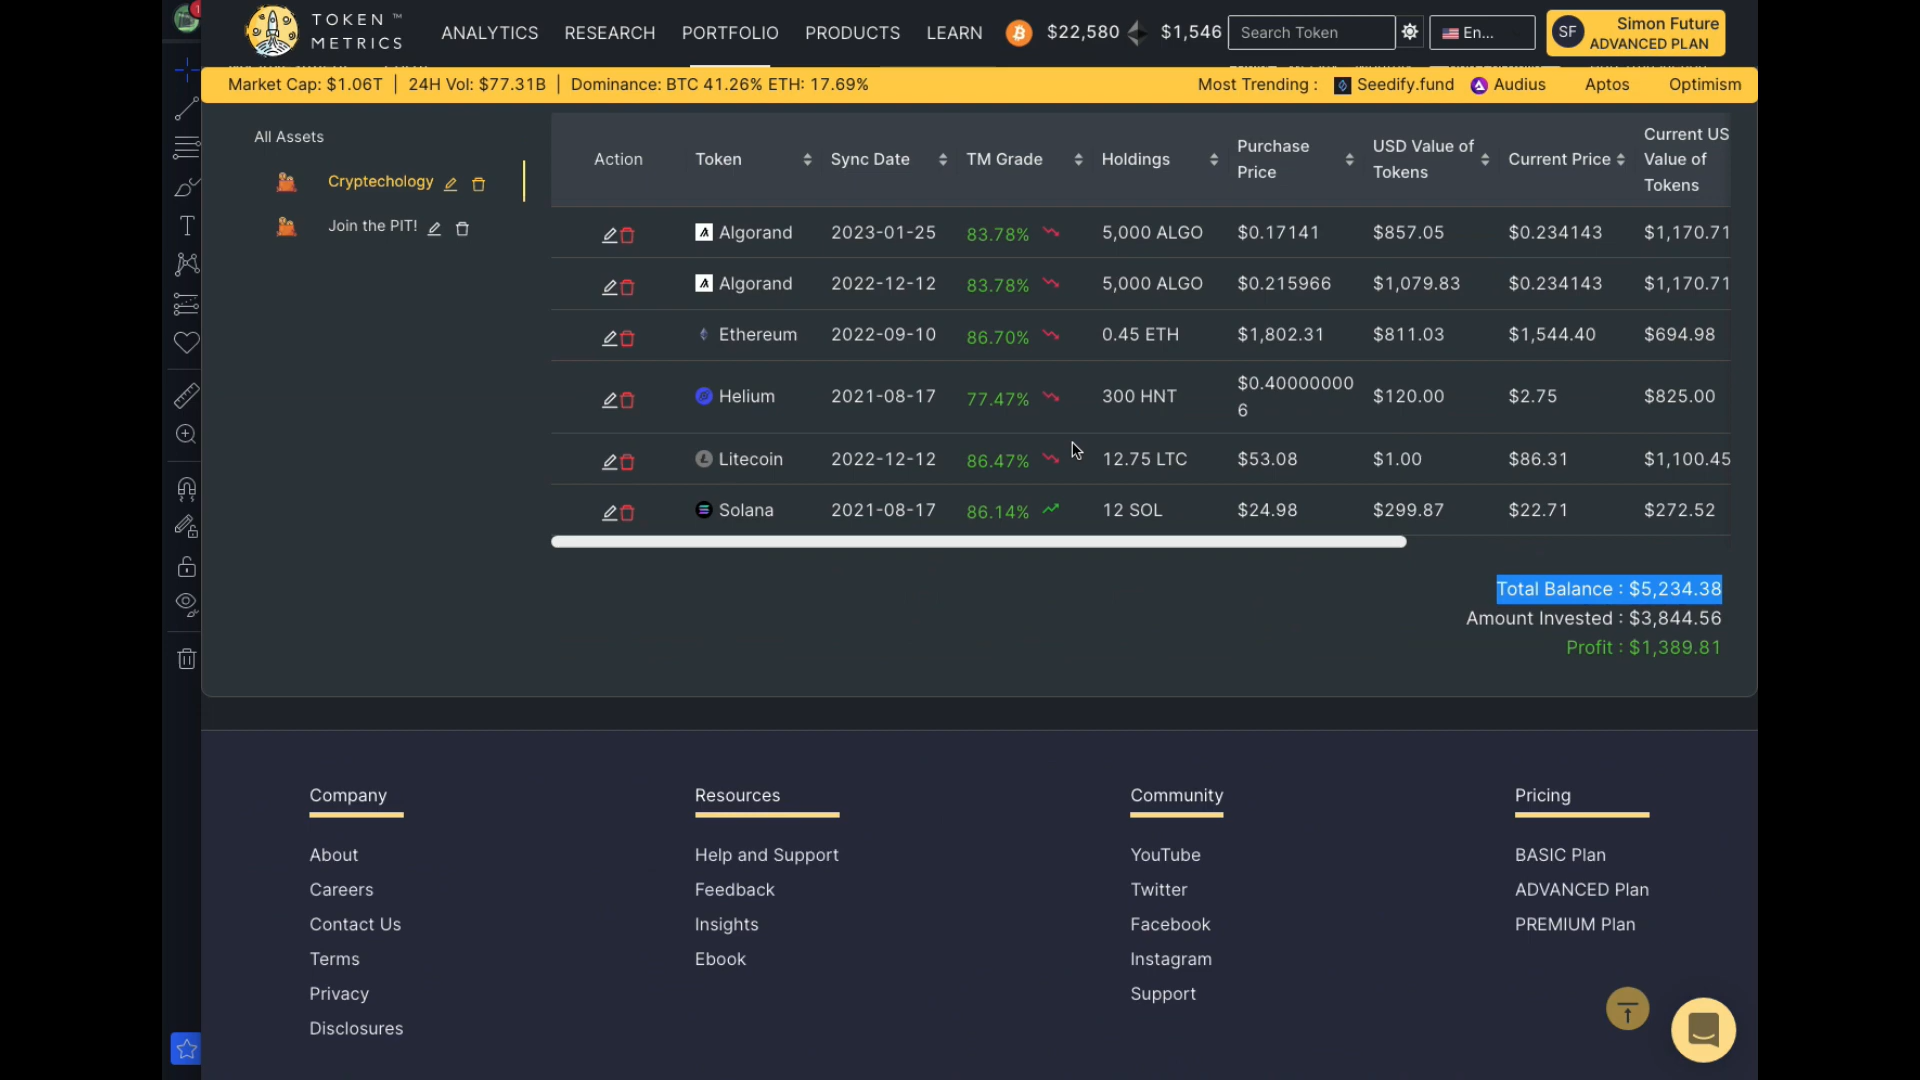 TOKEN ™
METRICS
ANALYTICS RESEARCH PORTFOLIO PRODUCTS LEARN $22,580 $1,546 Search Token En... SF Simon Future
ADVANCED PLAN
Market Cap: $1.06T | 24H Vol: $77.31B | Dominance: BTC 41.26% ETH: 17.69% Most Trending : Seedify.fund Audius Aptos Optimism
All Assets
Cryptechology
Join the PIT!
Action Token Sync Date TM Grade Holdings Purchase Price USD Value of Tokens Current Price Current US Value of Tokens
Algorand 2023-01-25 83.78% 5,000 ALGO $0.17141 $857.05 $0.234143 $1,170.71
Algorand 2022-12-12 83.78% 5,000 ALGO $0.215966 $1,079.83 $0.234143 $1,170.71
Ethereum 2022-09-10 86.70% 0.45 ETH $1,802.31 $811.03 $1,544.40 $694.98
Helium 2021-08-17 77.47% 300 HNT $0.400000006 $120.00 $2.75 $825.00
Litecoin 2022-12-12 86.47% 12.75 LTC $53.08 $1.00 $86.31 $1,100.45
Solana 2021-08-17 86.14% 12 SOL $24.98 $299.87 $22.71 $272.52
Total Balance : $5,234.38
Amount Invested : $3,844.56
Profit : $1,389.81
Company
About
Careers
Contact Us
Terms
Privacy
Disclosures
Resources
Help and Support
Feedback
Insights
Ebook
Community
YouTube
Twitter
Facebook
Instagram
Support
Pricing
BASIC Plan
ADVANCED Plan
PREMIUM Plan